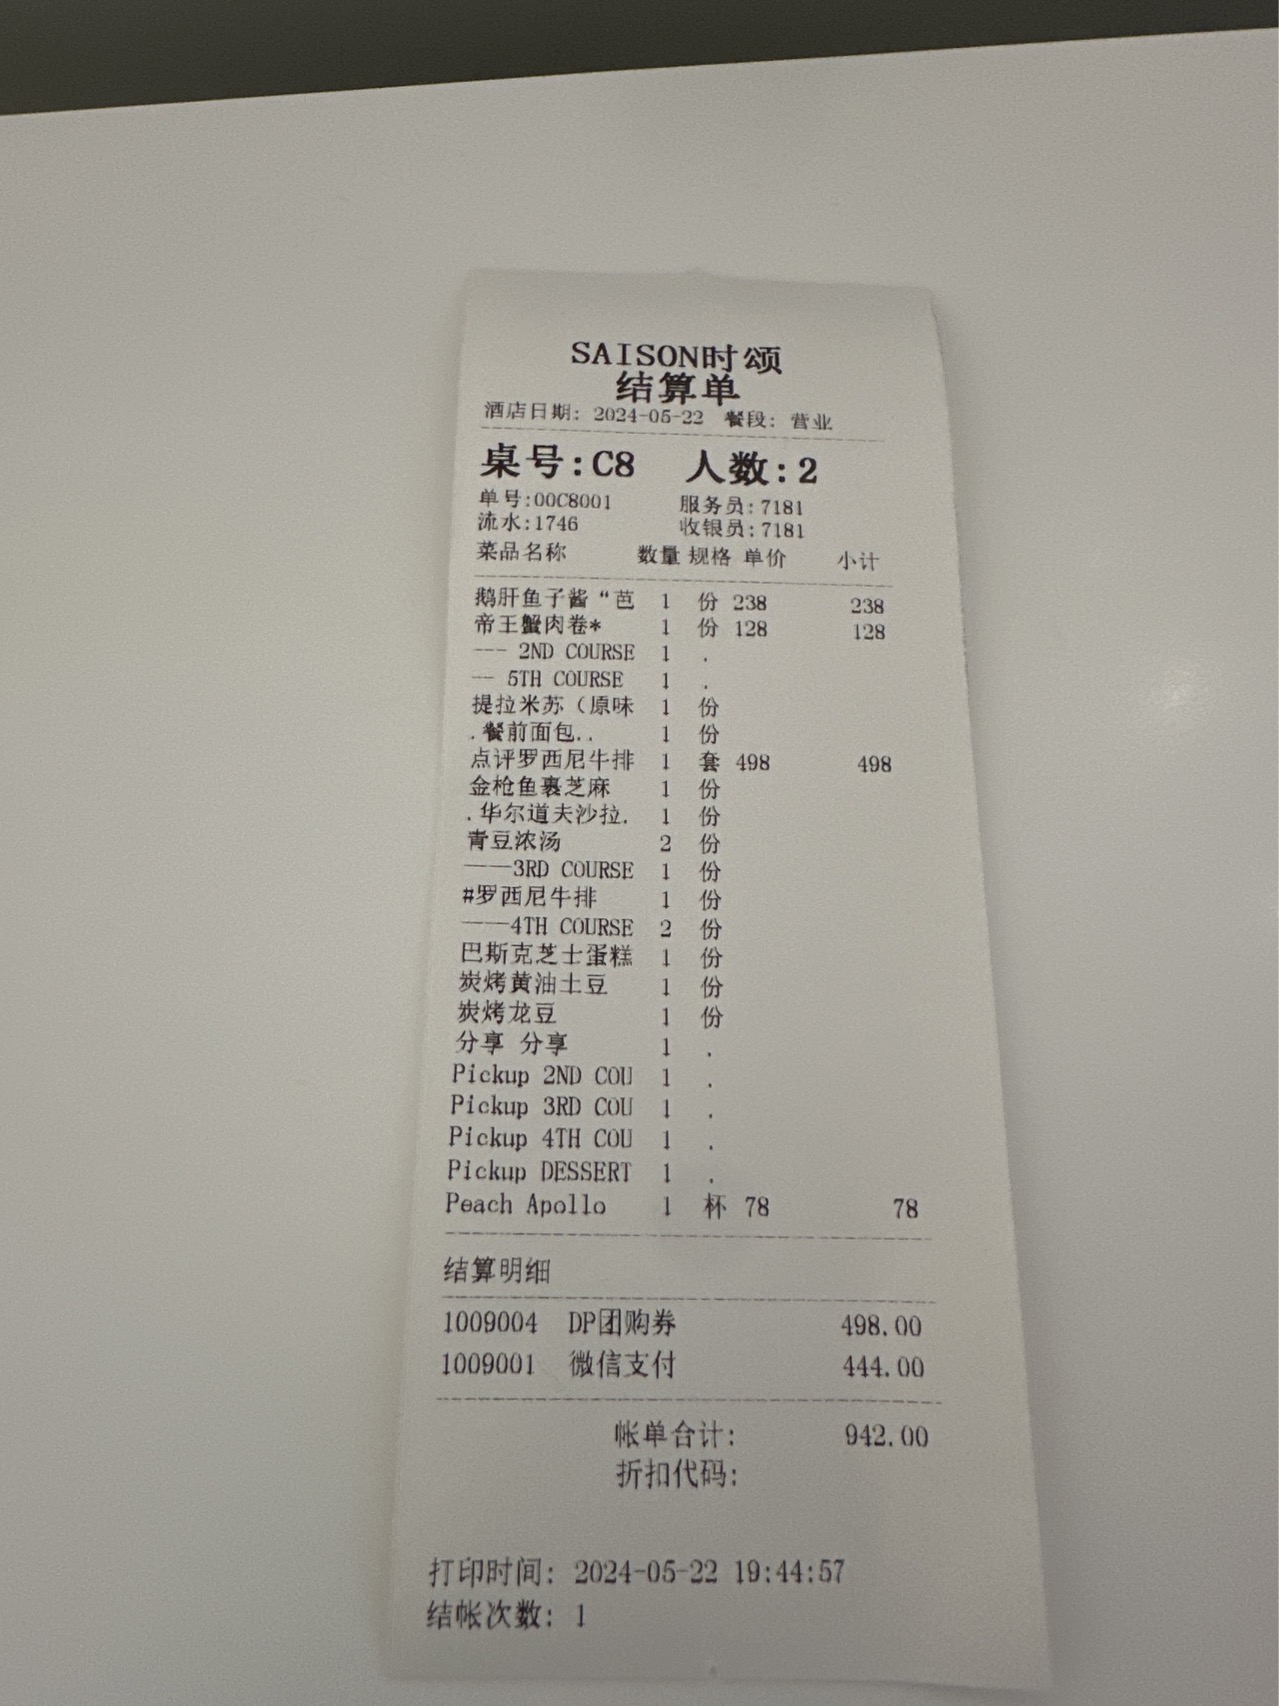 SAISON时颂
结算单
酒店日期: 2024-05-22 餐段: 营业
桌号:C8 人数:2
单号:00C8001 服务员:7181
流水:1746 收银员:7181
菜品名称 数量 规格 单价 小计
鹅肝鱼子酱“芭 1 份 238 238
帝王蟹肉卷* 1 份 128 128
--- 2ND COURSE 1 .
-- 5TH COURSE 1 .
提拉米苏（原味 1 份
.餐前面包.. 1 份
点评罗西尼牛排 1 套 498 498
金枪鱼裹芝麻 1 份
.华尔道夫沙拉. 1 份
青豆浓汤 2 份
——3RD COURSE 1 份
#罗西尼牛排 1 份
——4TH COURSE 2 份
巴斯克芝士蛋糕 1 份
炭烤黄油土豆 1 份
炭烤龙豆 1 份
分享 分享 1 .
Pickup 2ND COU 1 .
Pickup 3RD COU 1 .
Pickup 4TH COU 1 .
Pickup DESSERT 1 .
Peach Apollo 1 杯 78 78
结算明细
1009004 DP团购券 498.00
1009001 微信支付 444.00
帐单合计: 942.00
折扣代码:
打印时间: 2024-05-22 19:44:57
结帐次数: 1